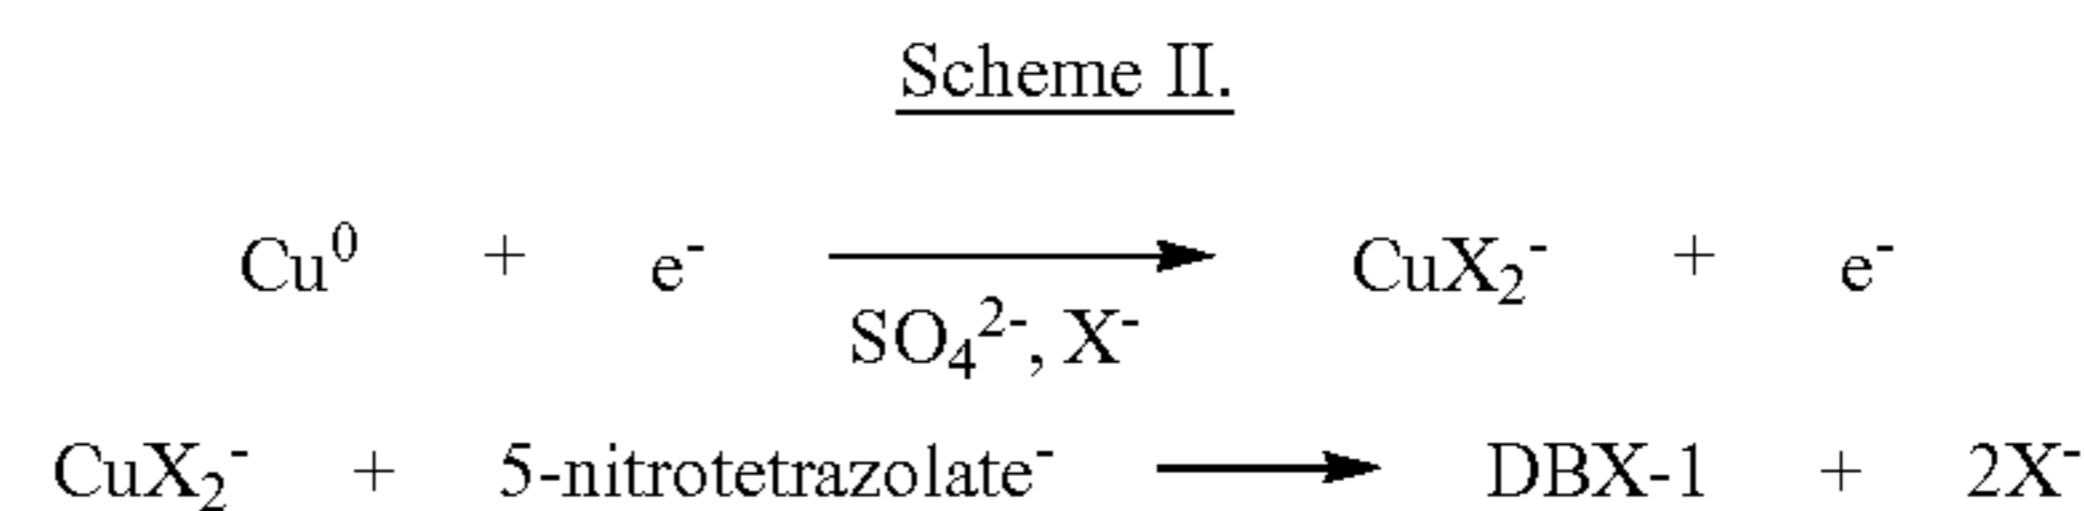 Scheme II.
Cu⁰ + e⁻ → CuX₂⁻ + e⁻
SO₄²⁻, X⁻
CuX₂⁻ + 5-nitrotetrazolate⁻ → DBX-1 + 2X⁻